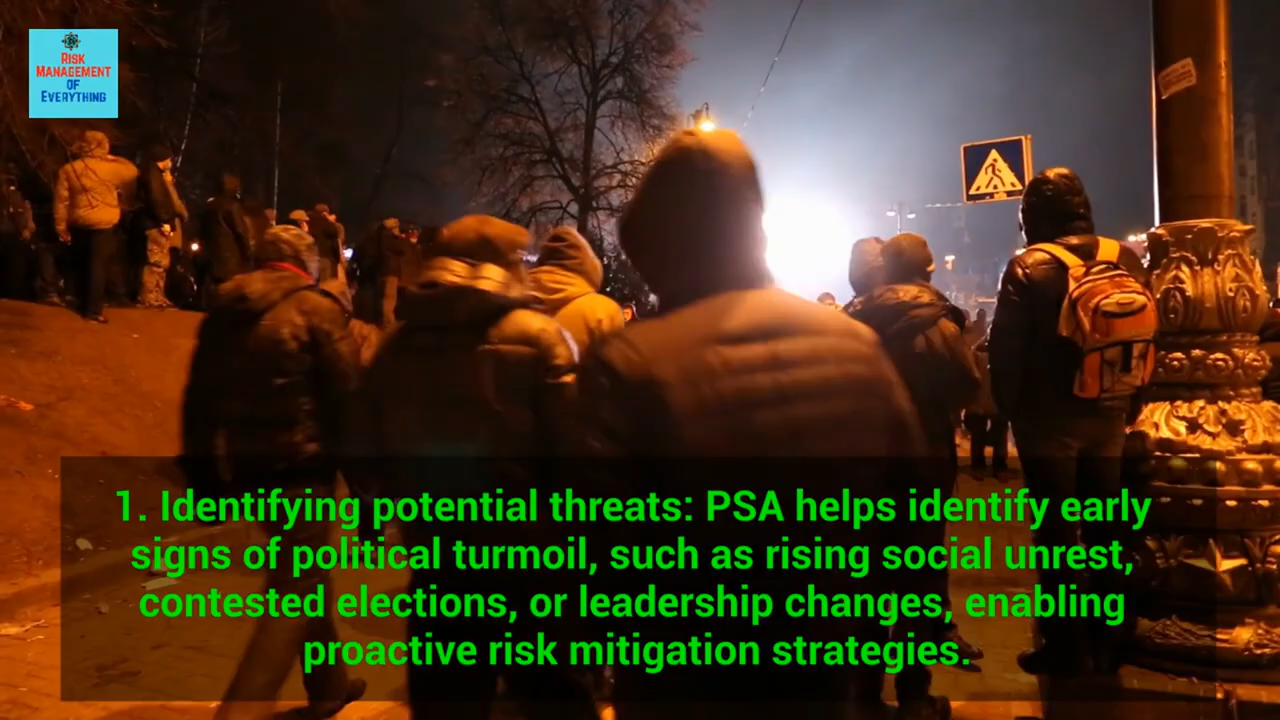 RISK
MANAGEMENT
OF
EVERYTHING
1. Identifying potential threats: PSA helps identify early
signs of political turmoil, such as rising social unrest,
contested elections, or leadership changes, enabling
proactive risk mitigation strategies.